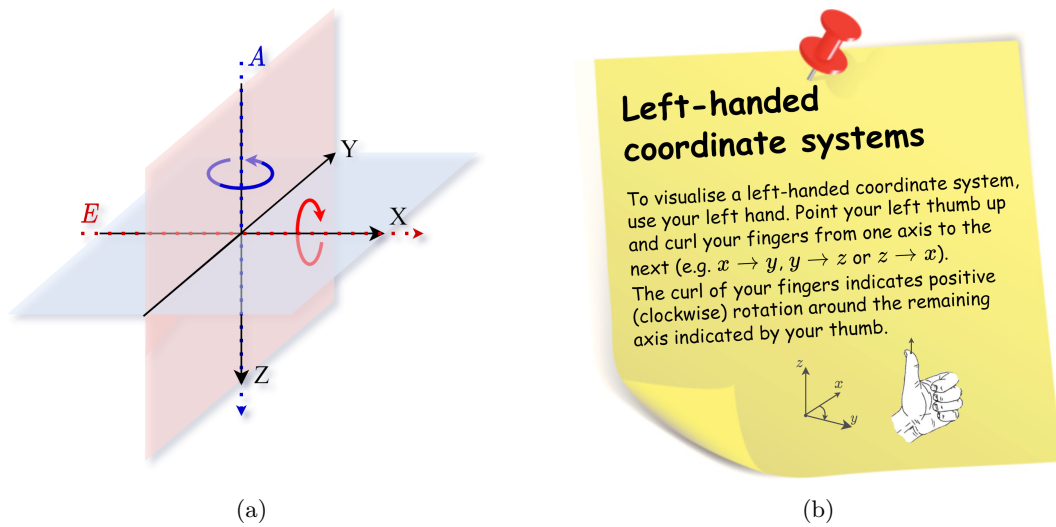 A
Y
E
X
Z
(a)
Left-handed
coordinate systems
To visualise a left-handed coordinate system,
use your left hand. Point your left thumb up
and curl your fingers from one axis to the
next (e.g. x → y, y → z or z → x).
The curl of your fingers indicates positive
(clockwise) rotation around the remaining
axis indicated by your thumb.
z
x
y
(b)